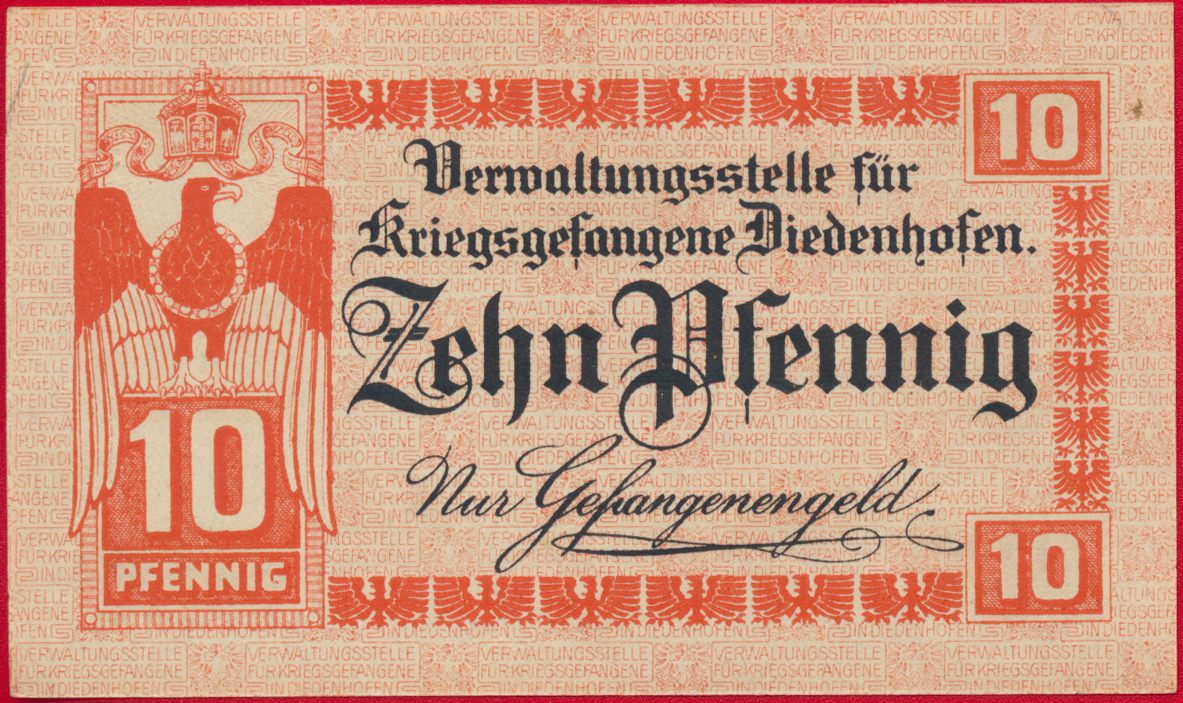 10
Verwaltungsstelle für
Kriegsgefangene Diedenhofen.
Zehn Pfennig
Nur Gefangenengeld.
10
PFENNIG
10
VERWALTUNGSSTELLE
FÜR KRIEGSGEFANGENE
IN DIEDENHOFEN